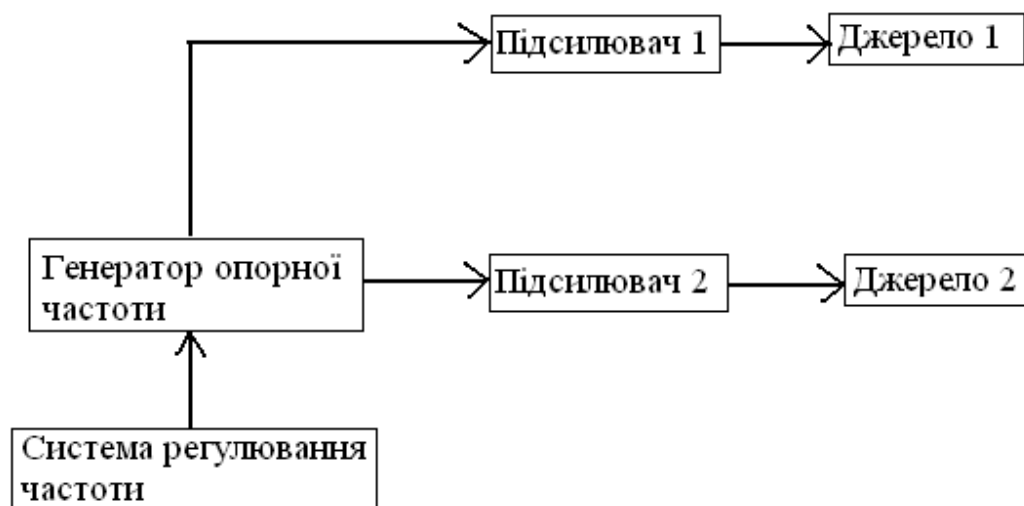 Підсилювач 1
Джерело 1
Генератор опорної
частоти
Підсилювач 2
Джерело 2
Система регулювання
частоти